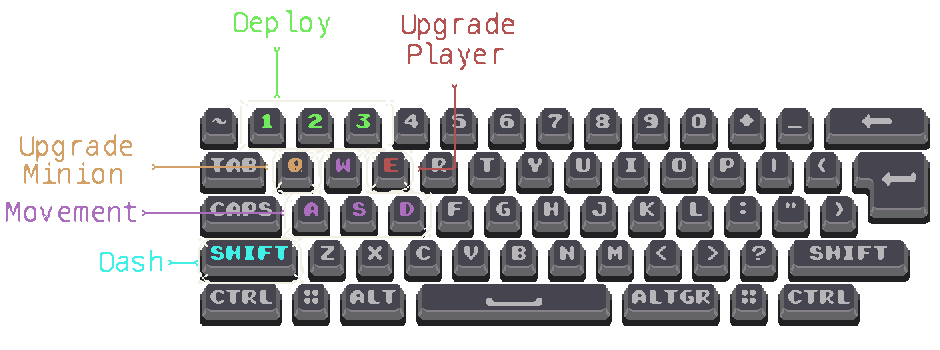 Deploy
Upgrade
Player
~ 1 2 3 4 5 6 7 8 9 0 + _ ←
Upgrade
Minion
TAB Q W E R T Y U I O P | (
Movement
CAPS A S D F G H J K L : " )
Dash
SHIFT Z X C V B N M < > ? SHIFT
CTRL ALT ALTGR CTRL